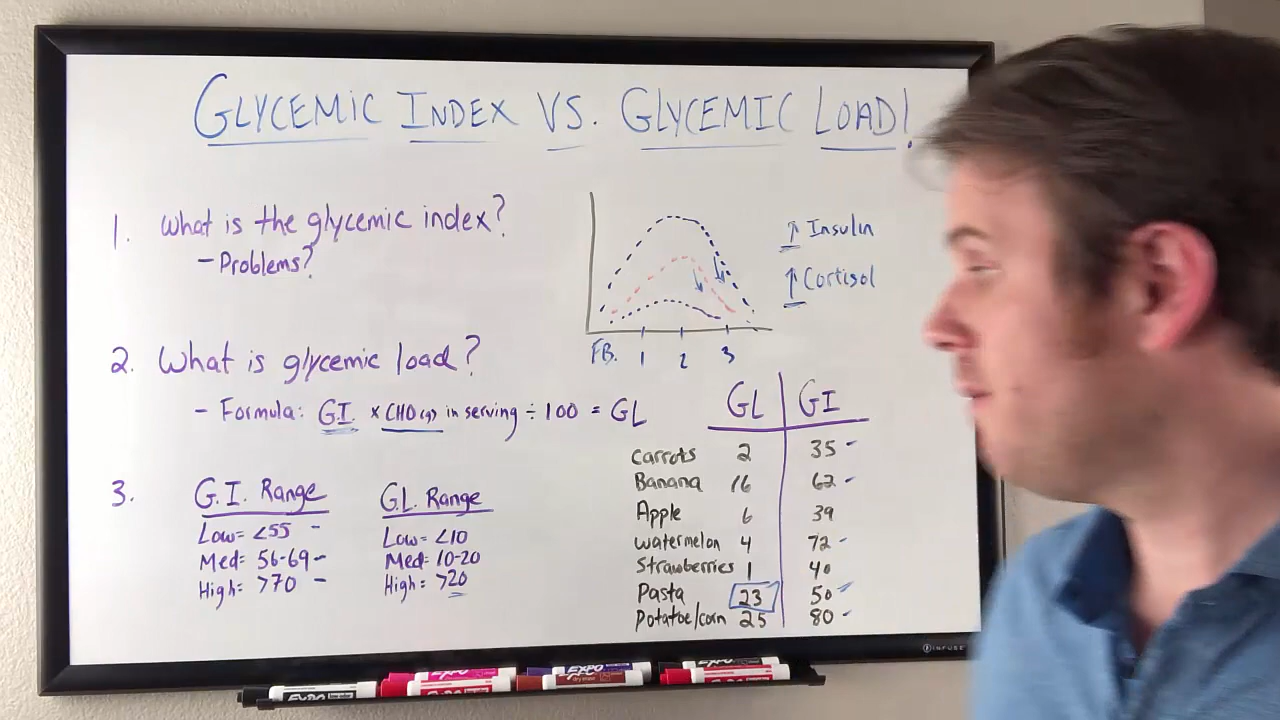 GLYCEMIC INDEX VS. GLYCEMIC LOAD!
1. What is the glycemic index?
- Problems?
↑ Insulin
↑ Cortisol
FB. 1 2 3
2. What is glycemic load?
- Formula: G.I. x CHO (g) in serving ÷ 100 = GL
3. G.I. Range
Low= <55 -
Med= 56-69 -
High= >70 -
G.L. Range
Low= <10
Med= 10-20
High= >20
GL GI
Carrots 2 35 -
Banana 16 62 -
Apple 6 39
Watermelon 4 72 -
Strawberries 1 40
Pasta 23 50 -
Potatoe/corn 25 80 -
INFUSE
EXPO
EXPO
EXPO
EXPO